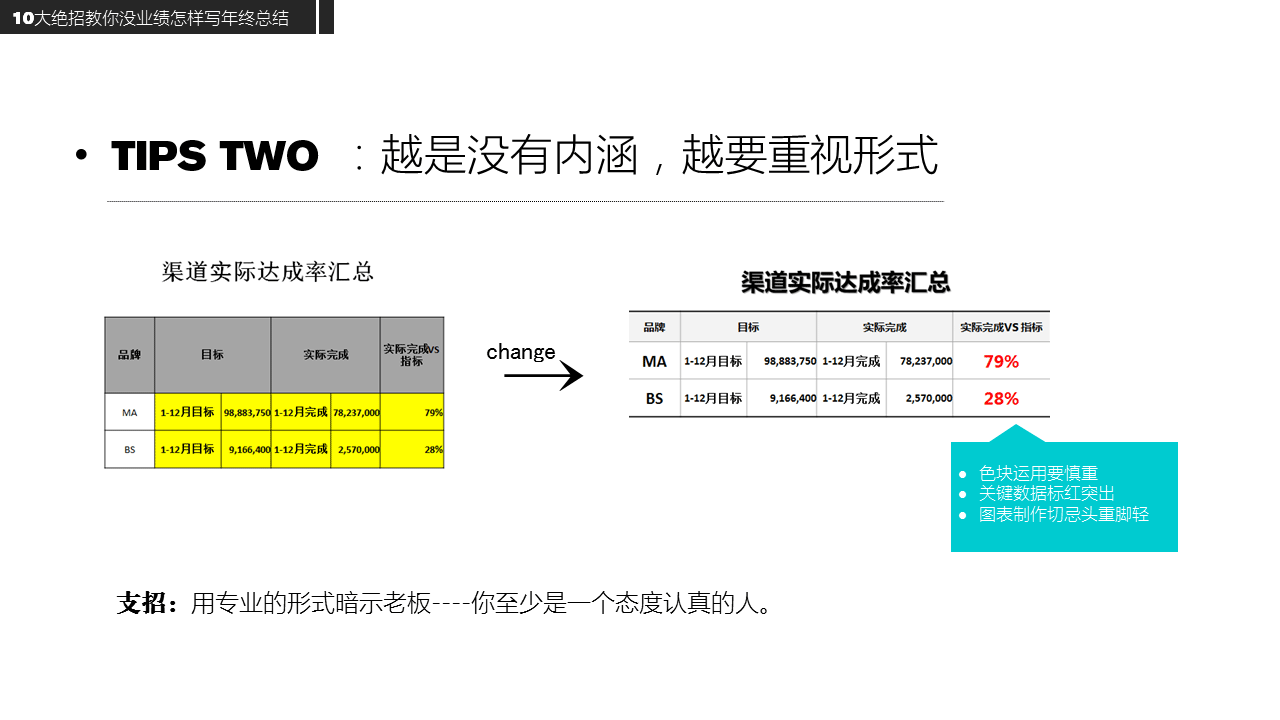 10大绝招教你没业绩怎样写年终总结
• TIPS TWO ：越是没有内涵，越要重视形式
渠道实际达成率汇总
品牌 目标 实际完成 实际完成VS
指标
MA 1-12月目标 98,883,750 1-12月完成 78,237,000 79%
BS 1-12月目标 9,166,400 1-12月完成 2,570,000 28%
change
渠道实际达成率汇总
品牌 目标 实际完成 实际完成VS 指标
MA 1-12月目标 98,883,750 1-12月完成 78,237,000 79%
BS 1-12月目标 9,166,400 1-12月完成 2,570,000 28%
● 色块运用要慎重
● 关键数据标红突出
● 图表制作切忌头重脚轻
支招：用专业的形式暗示老板----你至少是一个态度认真的人。